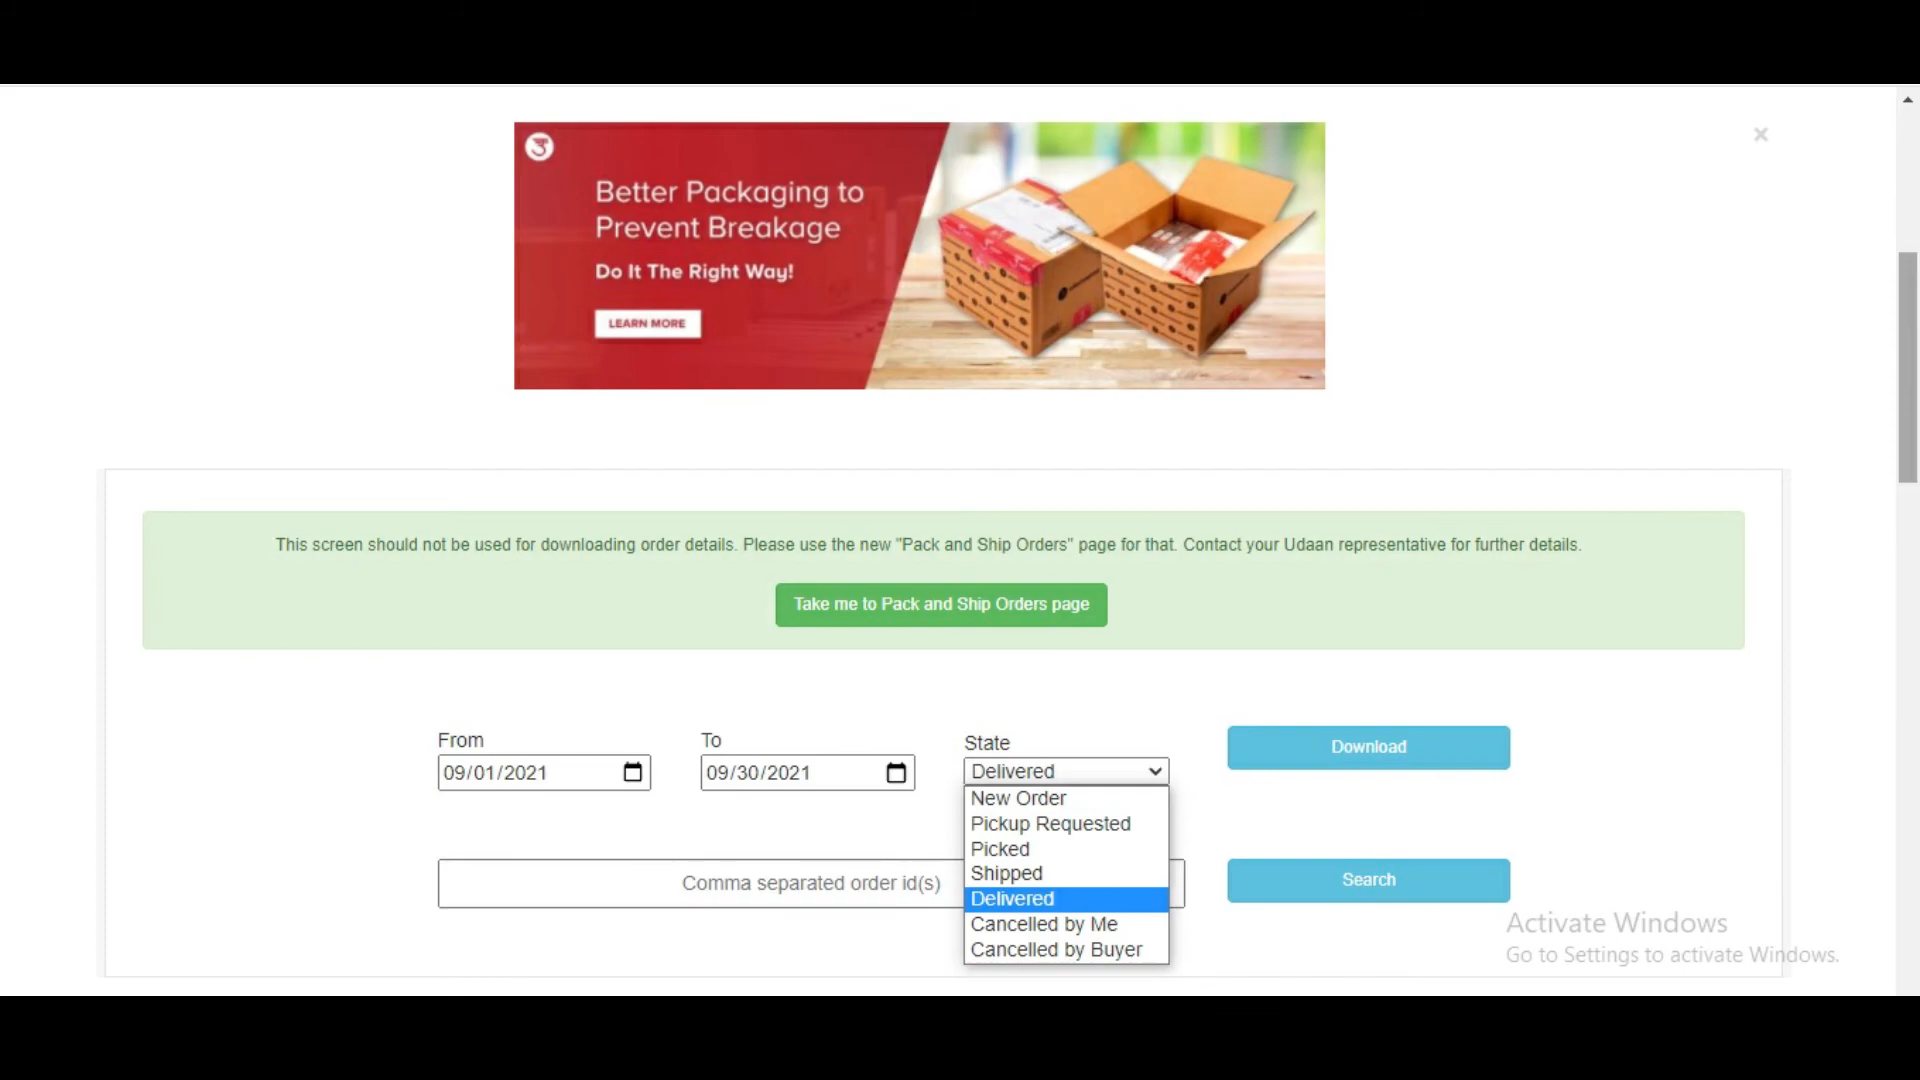 उ
Better Packaging to
Prevent Breakage
Do It The Right Way!
LEARN MORE
×
This screen should not be used for downloading order details. Please use the new "Pack and Ship Orders" page for that. Contact your Udaan representative for further details.
Take me to Pack and Ship Orders page
From
To
State
Download
09/01/2021
09/30/2021
Delivered
New Order
Pickup Requested
Picked
Shipped
Delivered
Cancelled by Me
Cancelled by Buyer
Comma separated order id(s)
Search
Activate Windows
Go to Settings to activate Windows.